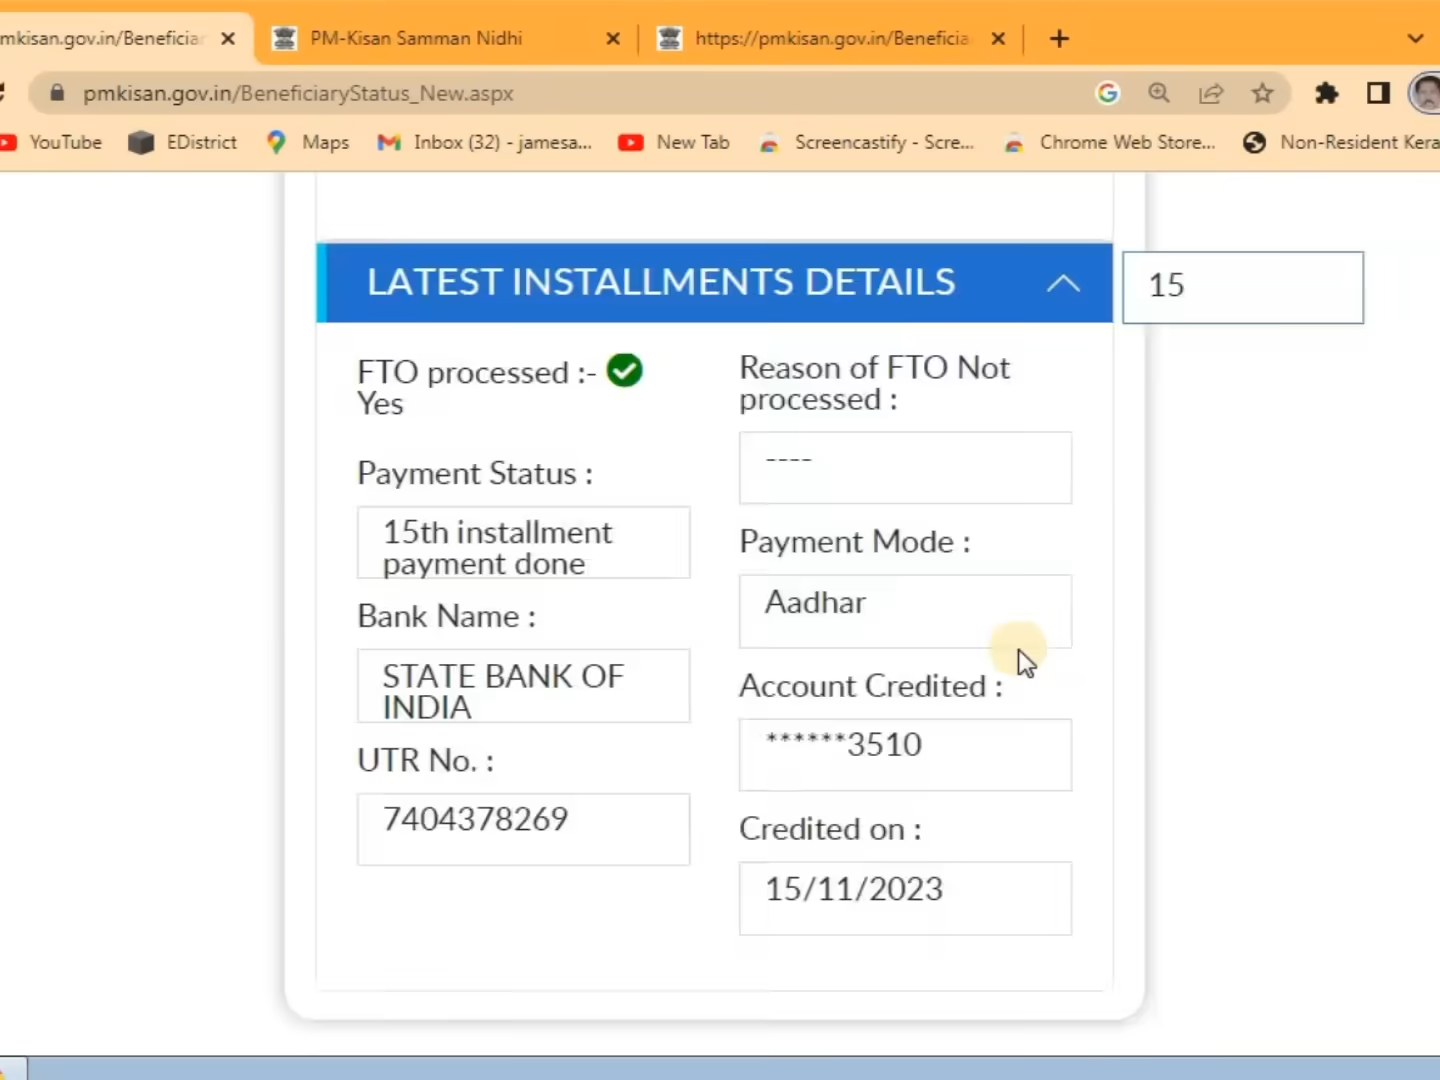 mkisan.gov.in/Beneficiar
PM-Kisan Samman Nidhi
https://pmkisan.gov.in/Beneficia
pmkisan.gov.in/BeneficiaryStatus_New.aspx
YouTube
EDistrict
Maps
Inbox (32) - jamesa...
New Tab
Screencastify - Scre...
Chrome Web Store...
Non-Resident Kera
LATEST INSTALLMENTS DETAILS
15
FTO processed :-
Yes
Reason of FTO Not
processed :
----
Payment Status :
15th installment
payment done
Payment Mode :
Aadhar
Bank Name :
STATE BANK OF
INDIA
Account Credited :
******3510
UTR No. :
7404378269
Credited on :
15/11/2023